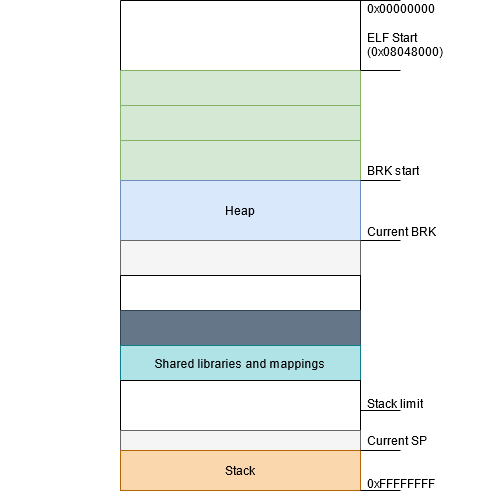 0x00000000
ELF Start
(0x08048000)
BRK start
Heap
Current BRK
Shared libraries and mappings
Stack limit
Current SP
Stack
0xFFFFFFFF